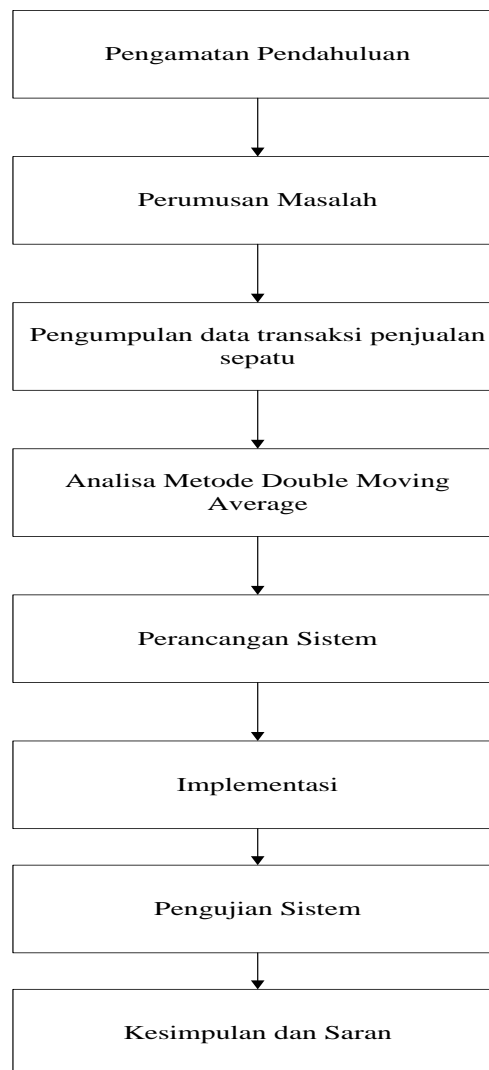 Pengamatan Pendahuluan
Perumusan Masalah
Pengumpulan data transaksi penjualan
sepatu
Analisa Metode Double Moving
Average
Perancangan Sistem
Implementasi
Pengujian Sistem
Kesimpulan dan Saran